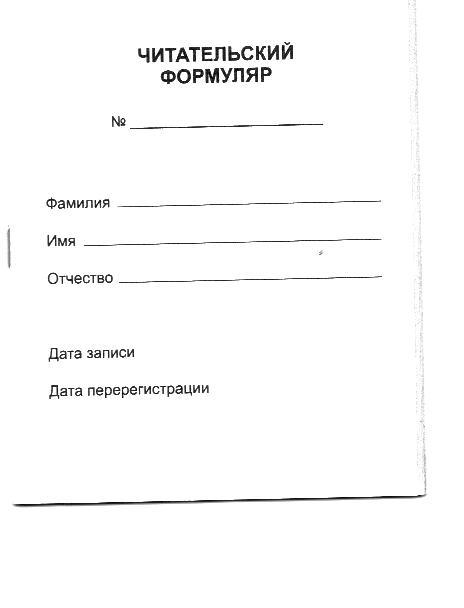 ЧИТАТЕЛЬСКИЙ
ФОРМУЛЯР
№
Фамилия
Имя
Отчество
Дата записи
Дата перерегистрации